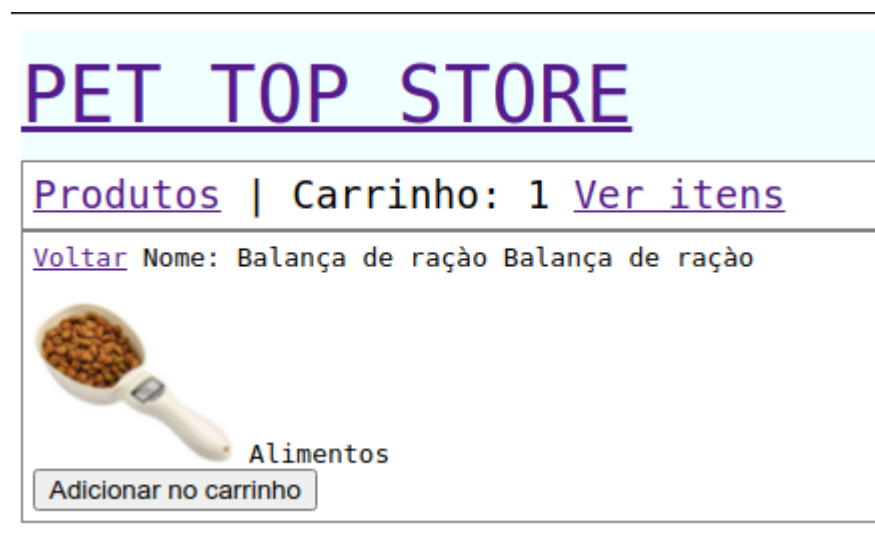 PET TOP STORE
Produtos | Carrinho: 1 Ver itens
Voltar Nome: Balança de raçào Balança de raçào
Alimentos
Adicionar no carrinho